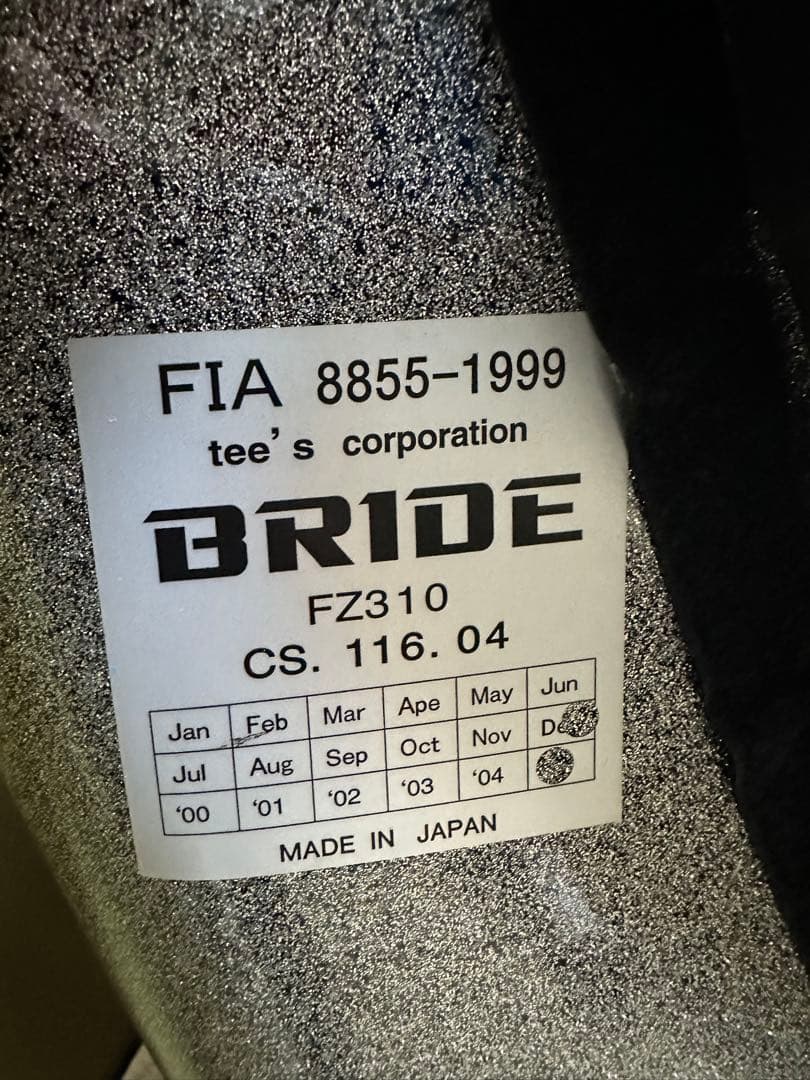 FIA 8855-1999
tee's corporation
BRIDE
FZ310
CS. 116. 04
Jan Feb Mar Ape May Jun
Jul Aug Sep Oct Nov
'00 '01 '02 '03 '04
MADE IN JAPAN